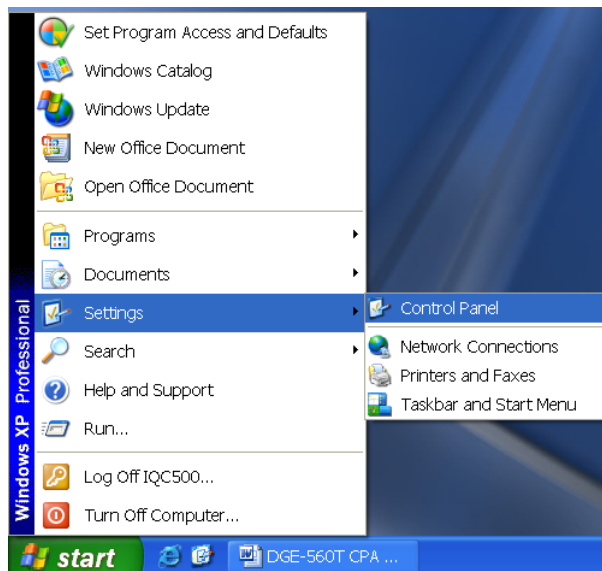 Set Program Access and Defaults
Windows Catalog
Windows Update
New Office Document
Open Office Document
Programs
Documents
Settings
Search
Help and Support
Run...
Log Off IQC500...
Turn Off Computer...
Windows XP Professional
Control Panel
Network Connections
Printers and Faxes
Taskbar and Start Menu
start
DGE-560T CPA ...